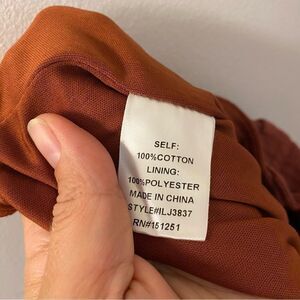 SELF:
100%COTTON
LINING:
100%POLYESTER
MADE IN CHINA
STYLE#ILJ3837
RN#151251